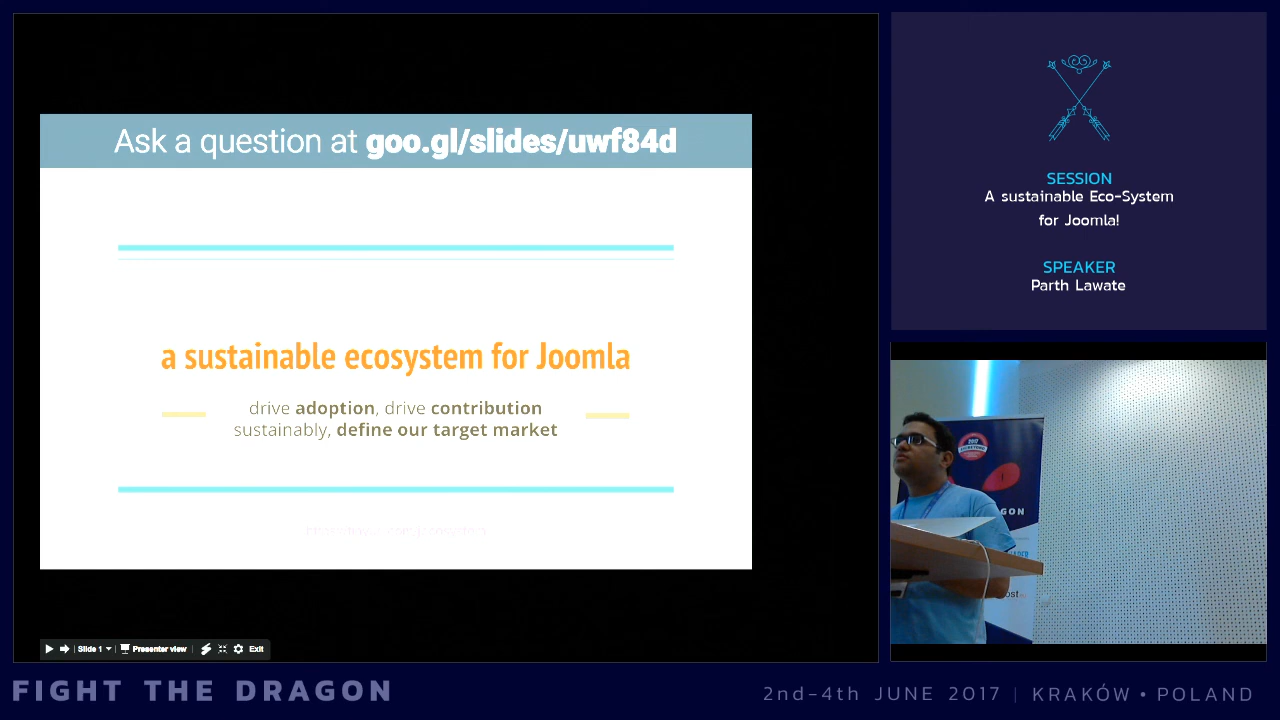 Ask a question at goo.gl/slides/uwf84d
a sustainable ecosystem for Joomla
drive adoption, drive contribution
sustainably, define our target market
Slide 1
Presenter view
Exit
SESSION
A sustainable Eco-System
for Joomla!
SPEAKER
Parth Lawate
FIGHT THE DRAGON
2nd-4th JUNE 2017 | KRAKÓW • POLAND